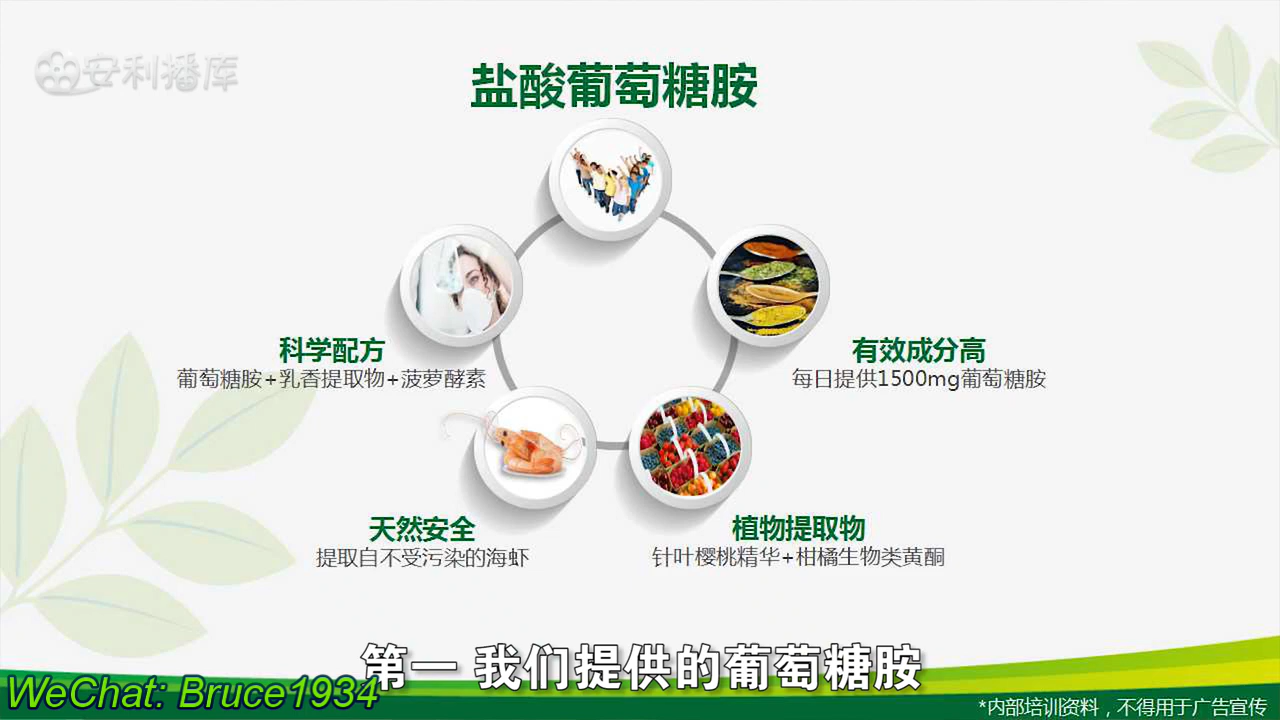 安利播库
盐酸葡萄糖胺
科学配方
葡萄糖胺+乳香提取物+菠萝酵素
有效成分高
每日提供1500mg葡萄糖胺
天然安全
提取自不受污染的海虾
植物提取物
针叶樱桃精华+柑橘生物类黄酮
第一 我们提供的葡萄糖胺
WeChat: Bruce1934
*内部培训资料，不得用于广告宣传